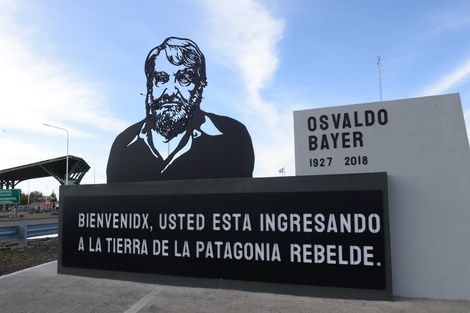 OSVALDO
BAYER
1927 2018
BIENVENIDX, USTED ESTA INGRESANDO
A LA TIERRA DE LA PATAGONIA REBELDE.